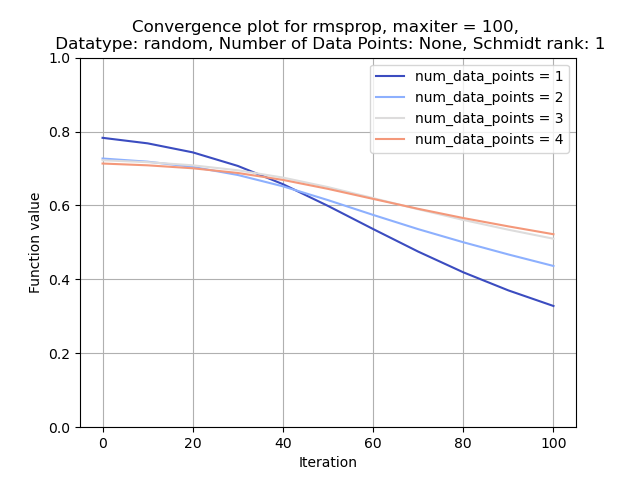 Convergence plot for rmsprop, maxiter = 100,
Datatype: random, Number of Data Points: None, Schmidt rank: 1
num_data_points = 1
num_data_points = 2
num_data_points = 3
num_data_points = 4
Function value
1.0
0.8
0.6
0.4
0.2
0.0
0 20 40 60 80 100
Iteration